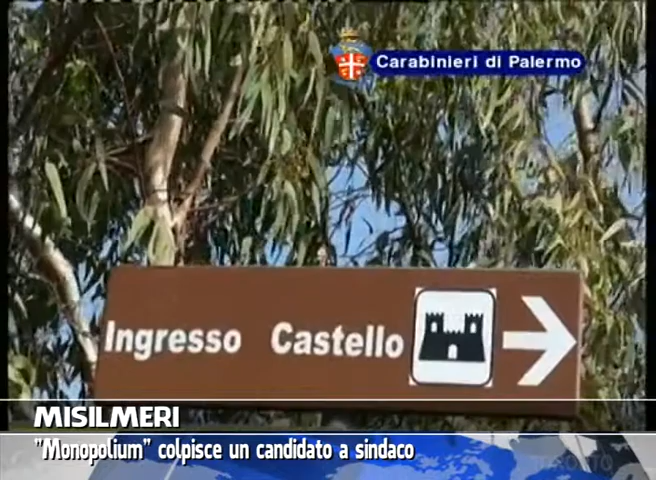 Carabinieri di Palermo
Ingresso Castello
MISILMERI
"Monopolium" colpisce un candidato a sindaco